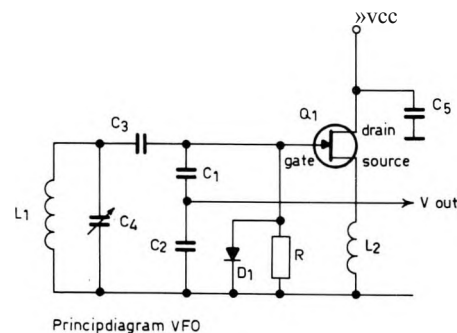 »vcc
Q1
C5
drain
C3
gate
source
C1
V out
L1
C4
C2
D1
R
L2
Principdiagram VFO